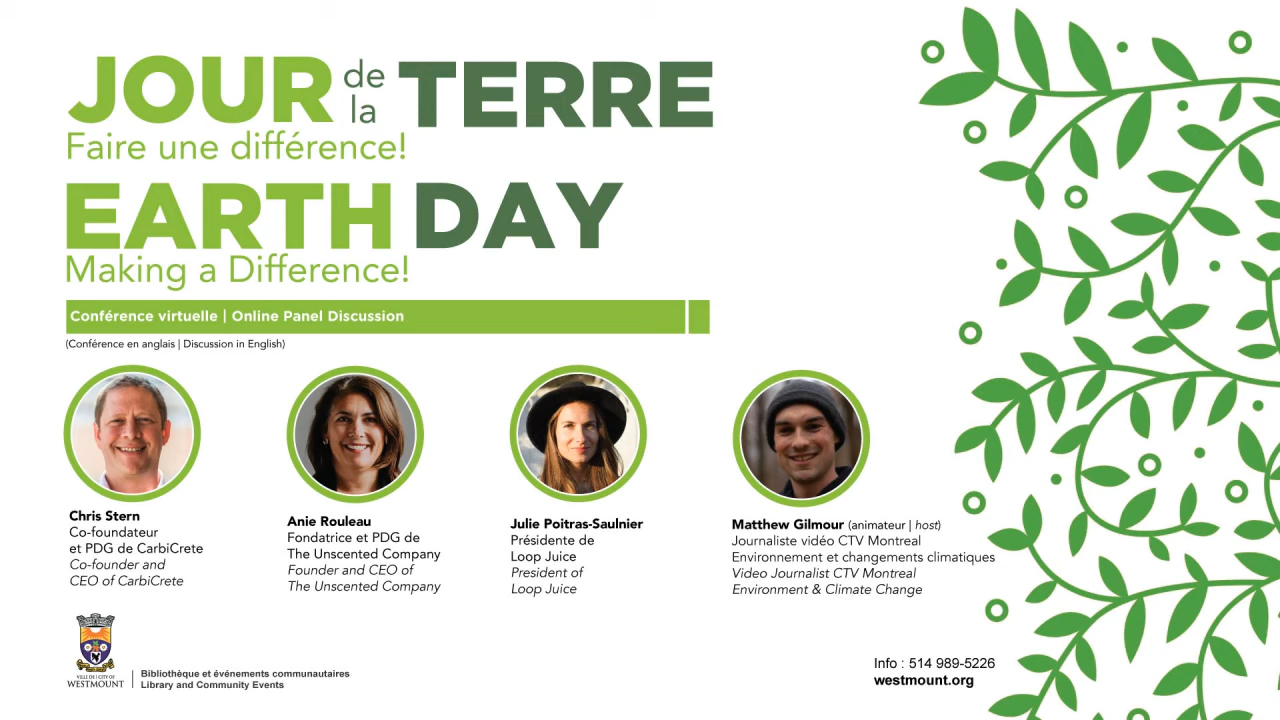 JOUR de la TERRE
Faire une différence!
EARTH DAY
Making a Difference!
Conférence virtuelle | Online Panel Discussion
(Conférence en anglais | Discussion in English)
Chris Stern
Co-fondateur
et PDG de CarbiCrete
Co-founder and
CEO of CarbiCrete
Anie Rouleau
Fondatrice et PDG de
The Unscented Company
Founder and CEO of
The Unscented Company
Julie Poitras-Saulnier
Présidente de
Loop Juice
President of
Loop Juice
Matthew Gilmour (animateur | host)
Journaliste vidéo CTV Montreal
Environnement et changements climatiques
Video Journalist CTV Montreal
Environment & Climate Change
VILLE DE | CITY OF
WESTMOUNT
Bibliothèque et événements communautaires
Library and Community Events
Info : 514 989-5226
westmount.org